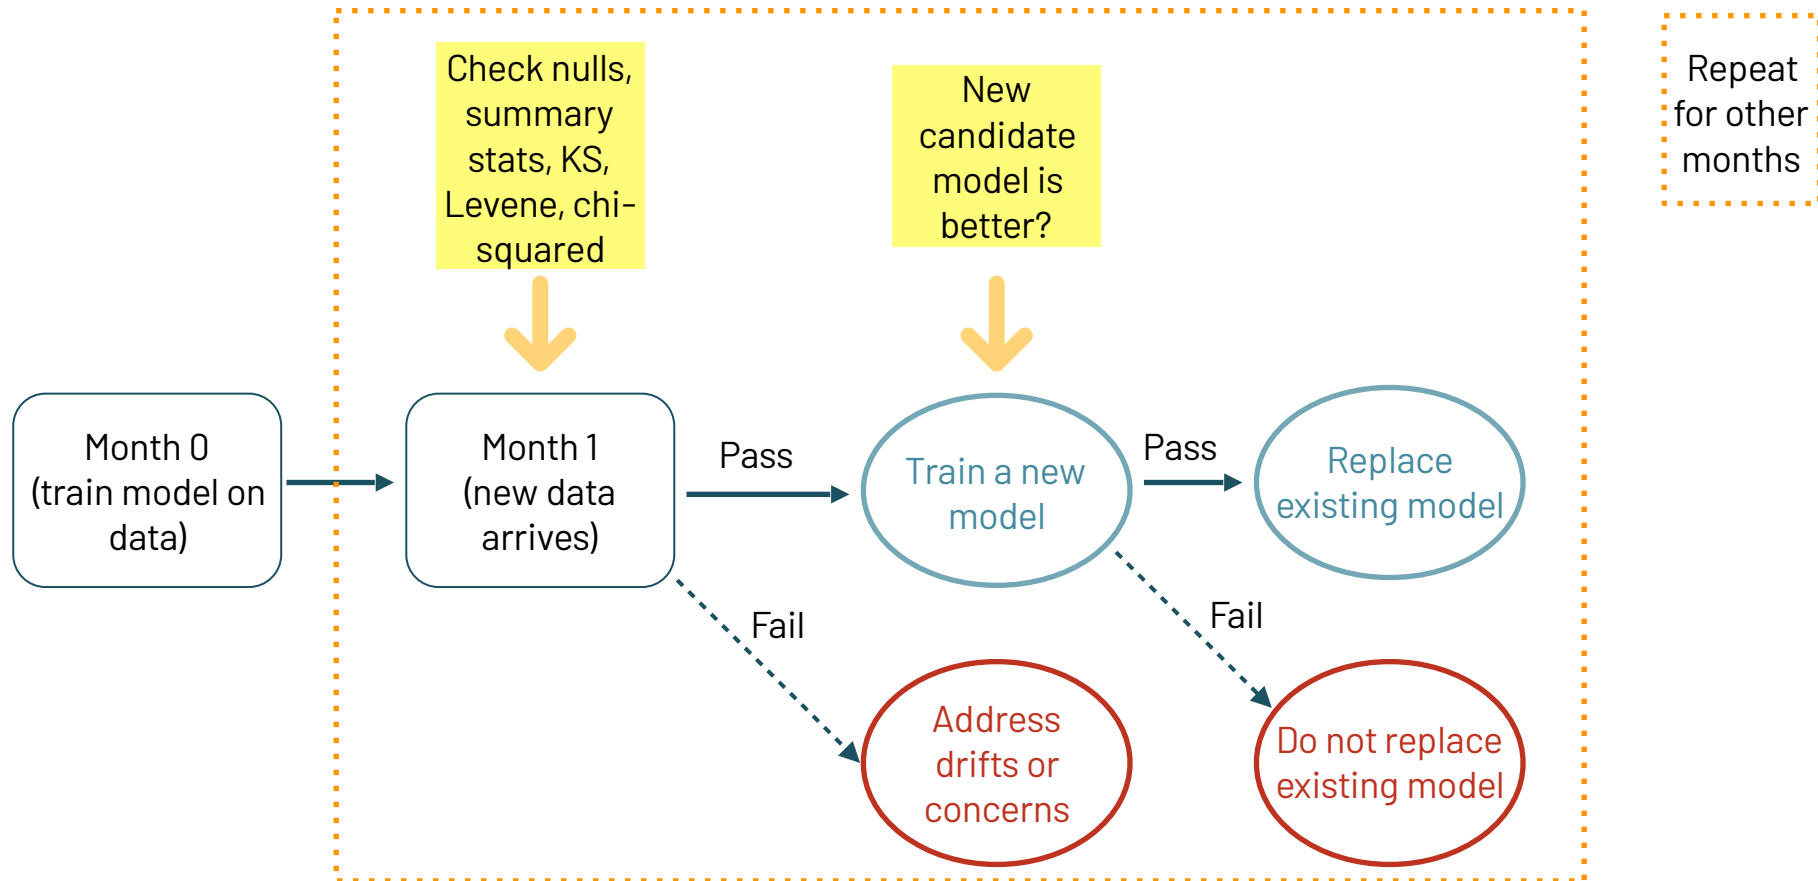 Check nulls,
summary
stats, KS,
Levene, chi-
squared
New
candidate
model is
better?
Repeat
for other
months
Month 0
(train model on
data)
Month 1
(new data
arrives)
Pass
Train a new
model
Pass
Replace
existing model
Fail
Fail
Address
drifts or
concerns
Do not replace
existing model